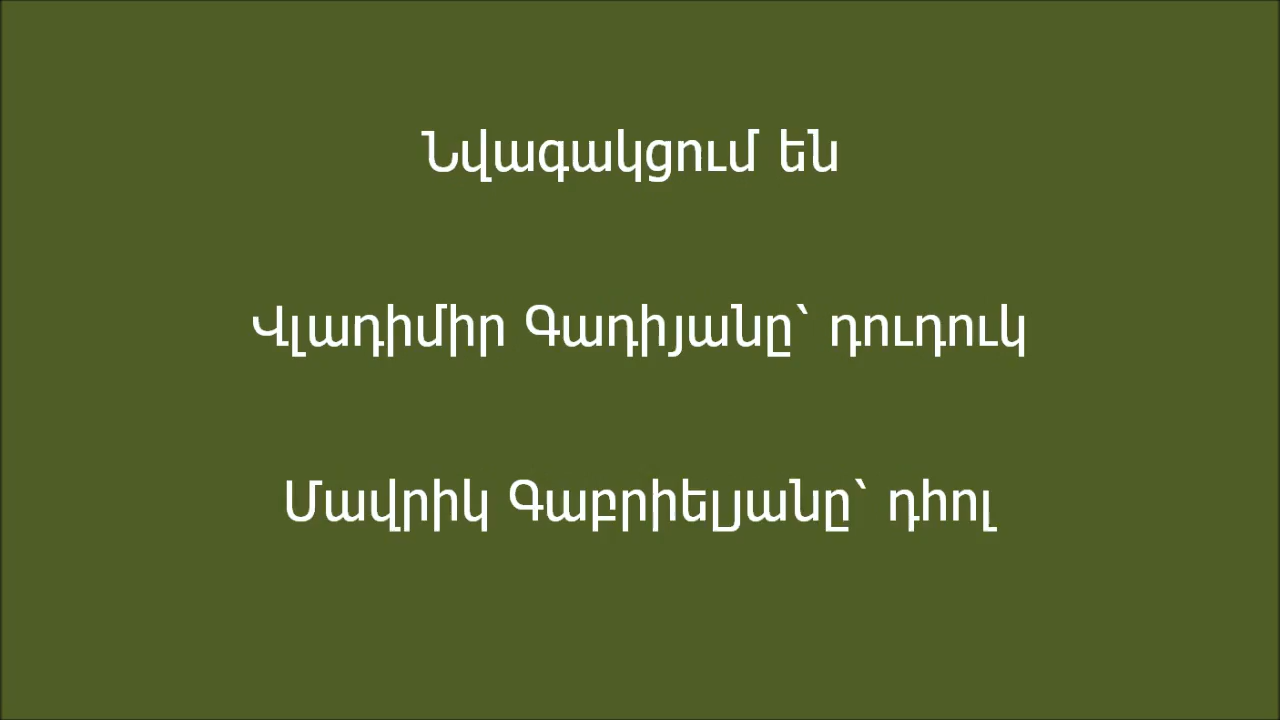 Նվագակցում են
Վլադիմիր Գադիյանը՝ դուդուկ
Մավրիկ Գաբրիելյանը՝ դհոլ